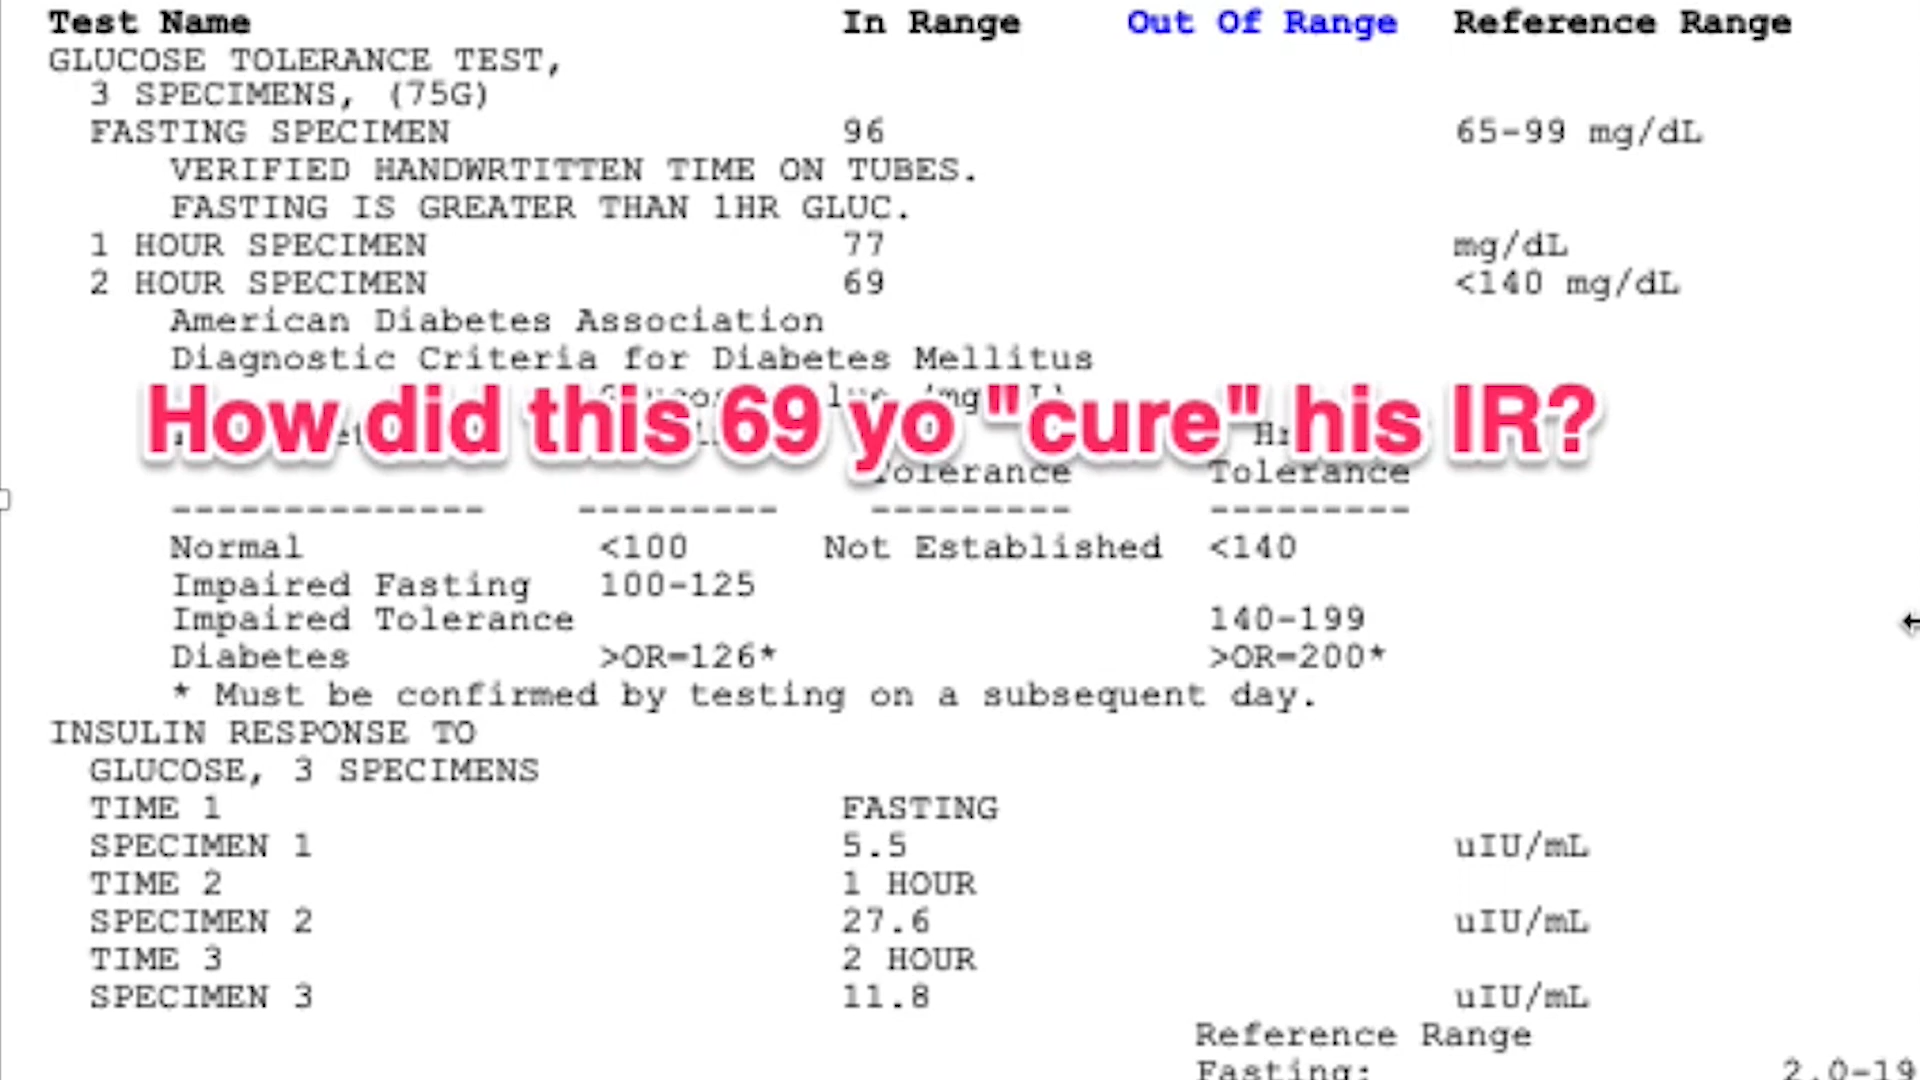 Test Name In Range Out Of Range Reference Range
GLUCOSE TOLERANCE TEST,
3 SPECIMENS, (75G)
FASTING SPECIMEN 96 65-99 mg/dL
VERIFIED HANDWRTITTEN TIME ON TUBES.
FASTING IS GREATER THAN 1HR GLUC.
1 HOUR SPECIMEN 77 mg/dL
2 HOUR SPECIMEN 69 <140 mg/dL
American Diabetes Association
Diagnostic Criteria for Diabetes Mellitus
How did this 69 yo "cure" his IR?
Tolerance Tolerance
-------------- --------- --------- ---------
Normal <100 Not Established <140
Impaired Fasting 100-125
Impaired Tolerance 140-199
Diabetes >OR=126* >OR=200*
* Must be confirmed by testing on a subsequent day.
INSULIN RESPONSE TO
GLUCOSE, 3 SPECIMENS
TIME 1 FASTING
SPECIMEN 1 5.5 uIU/mL
TIME 2 1 HOUR
SPECIMEN 2 27.6 uIU/mL
TIME 3 2 HOUR
SPECIMEN 3 11.8 uIU/mL
Reference Range
Fasting: 2.0-19